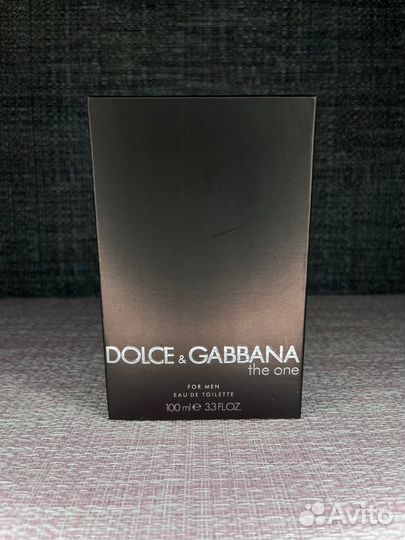 DOLCE & GABBANA
the one
FOR MEN
EAU DE TOILETTE
100 ml e 3.3 FL.OZ.
Avito